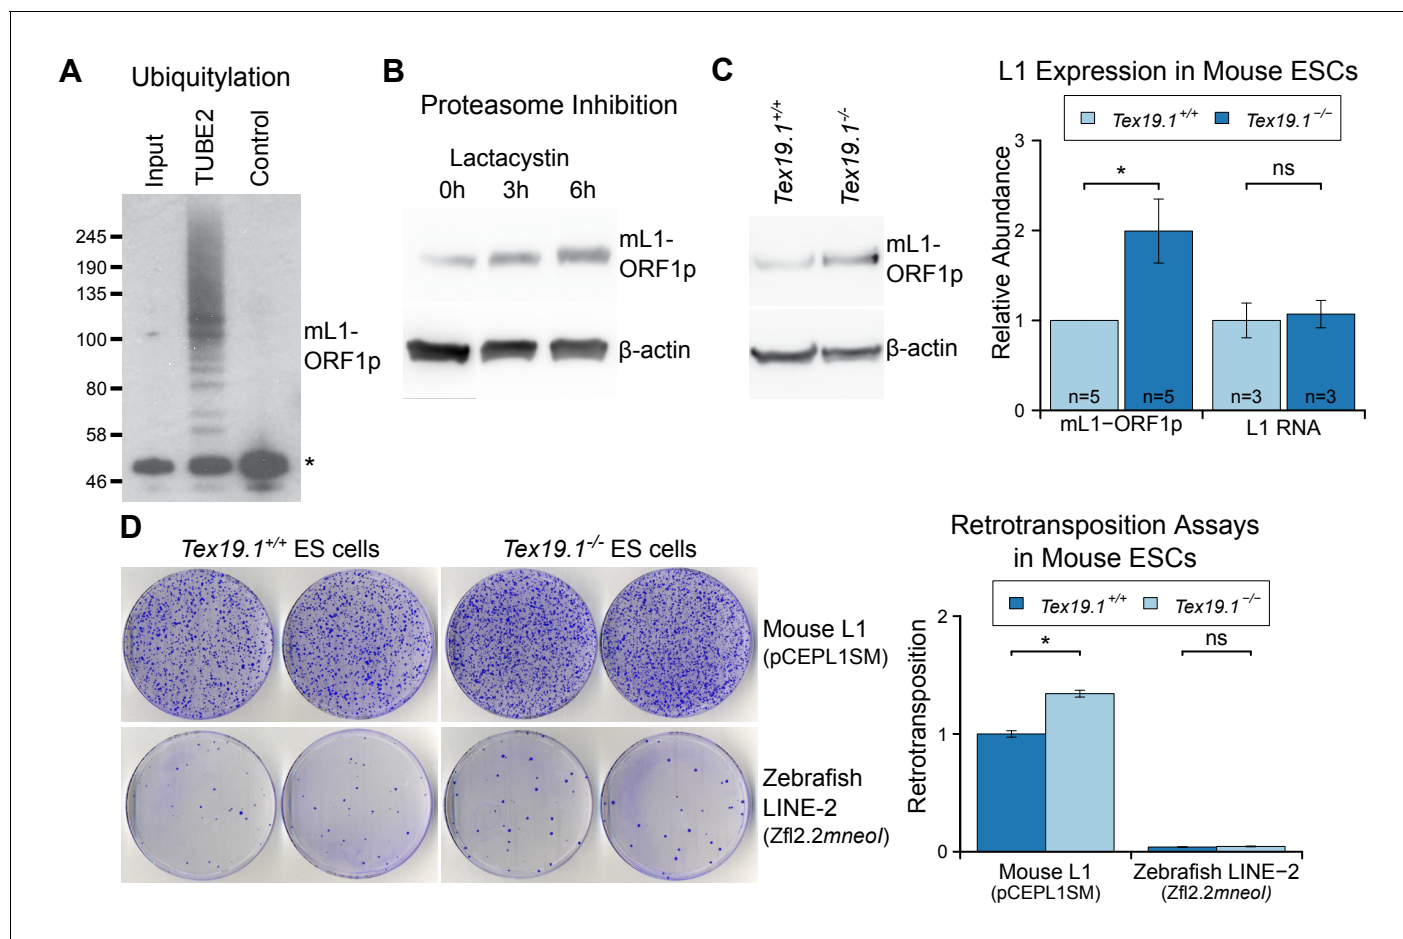 A
Ubiquitylation
Input
TUBE2
Control
245
190
135
100
80
58
46
mL1-
ORF1p
*
B
Proteasome Inhibition
Lactacystin
0h 3h 6h
mL1-
ORF1p
β-actin
C
Tex19.1+/+
Tex19.1-/-
mL1-
ORF1p
β-actin
L1 Expression in Mouse ESCs
Tex19.1+/+ Tex19.1−/−
Relative Abundance
3
2
1
0
* ns
n=5 n=5 n=3 n=3
mL1−ORF1p L1 RNA
D
Tex19.1+/+ ES cells Tex19.1-/- ES cells
Mouse L1
(pCEPL1SM)
Zebrafish
LINE-2
(Zfl2.2mneoI)
Retrotransposition Assays
in Mouse ESCs
Tex19.1+/+ Tex19.1−/−
Retrotransposition
2
1
0
* ns
Mouse L1 Zebrafish LINE−2
(pCEPL1SM) (Zfl2.2mneoI)